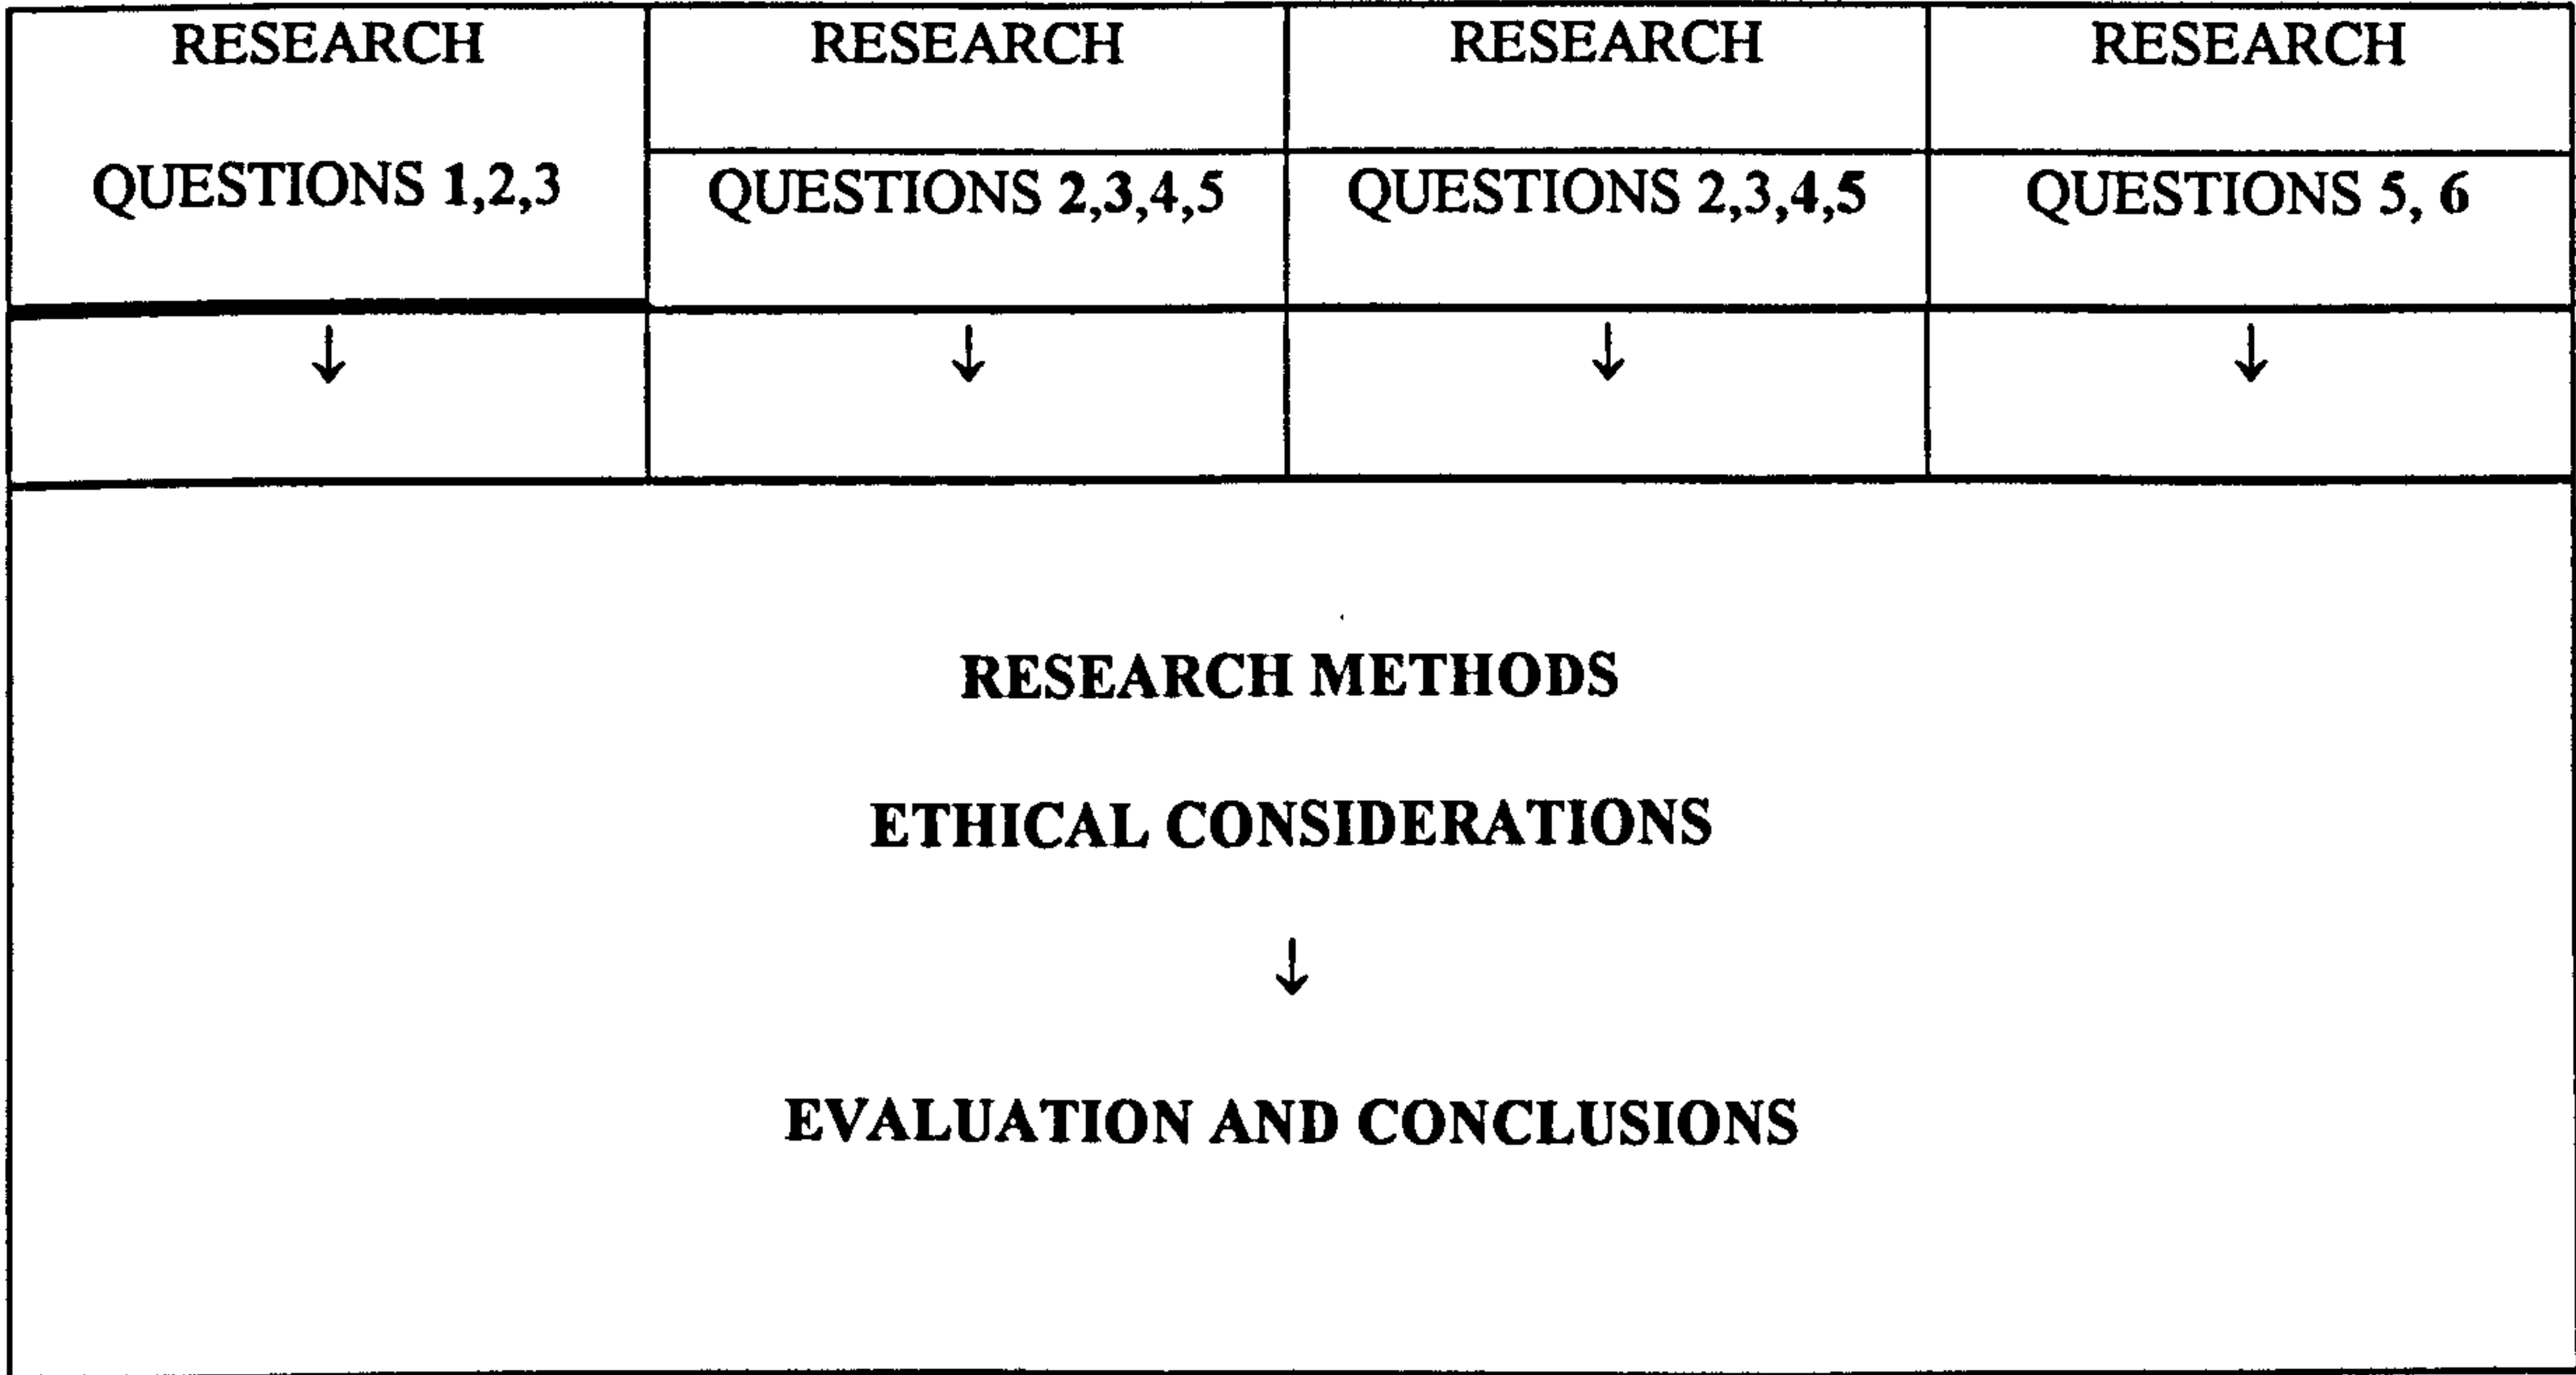 RESEARCH RESEARCH RESEARCH RESEARCH
QUESTIONS 1,2,3 QUESTIONS 2,3,4,5 QUESTIONS 2,3,4,5 QUESTIONS 5, 6
↓ ↓ ↓ ↓
RESEARCH METHODS
ETHICAL CONSIDERATIONS
↓
EVALUATION AND CONCLUSIONS